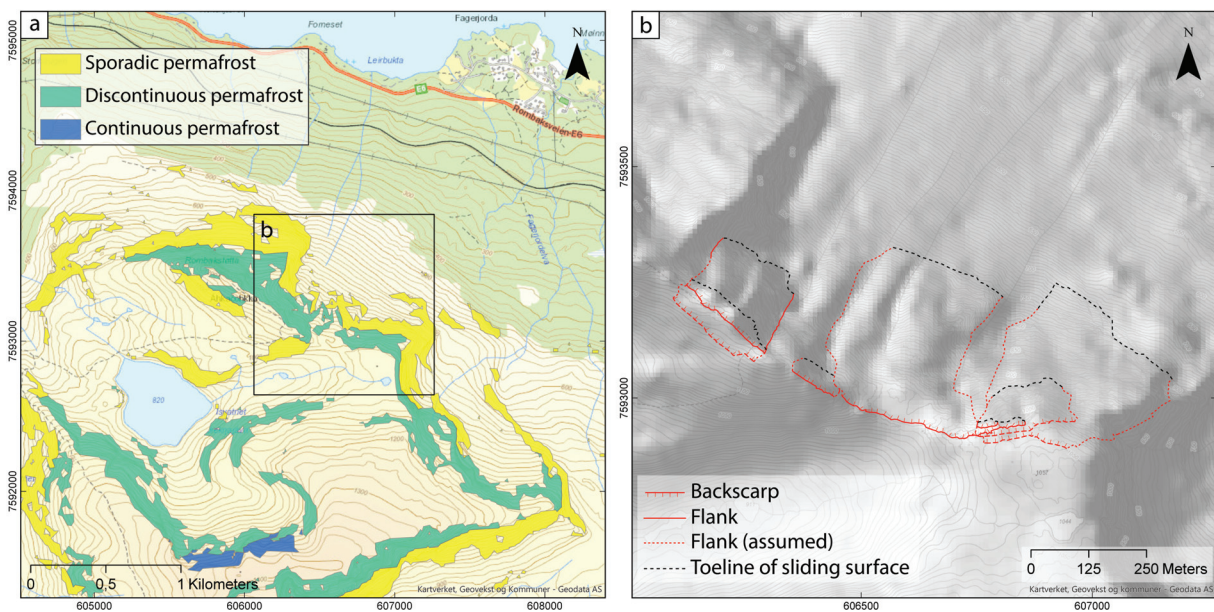 a
Forneset
Fagerjorda
Leirbukta
N
Sporadic permafrost
Discontinuous permafrost
Continuous permafrost
Rombaksveien-E6
7595000
7594000
7593000
7592000
b
820
1200
0
0,5
1 Kilometers
Kartverket, Geovekst og Kommuner - Geodata AS
605000
606000
607000
608000
b
N
7593500
7593000
Backscarp
Flank
Flank (assumed)
Toeline of sliding surface
0
125
250 Meters
Kartverket, Geovekst og kommuner - Geodata AS
606500
607000